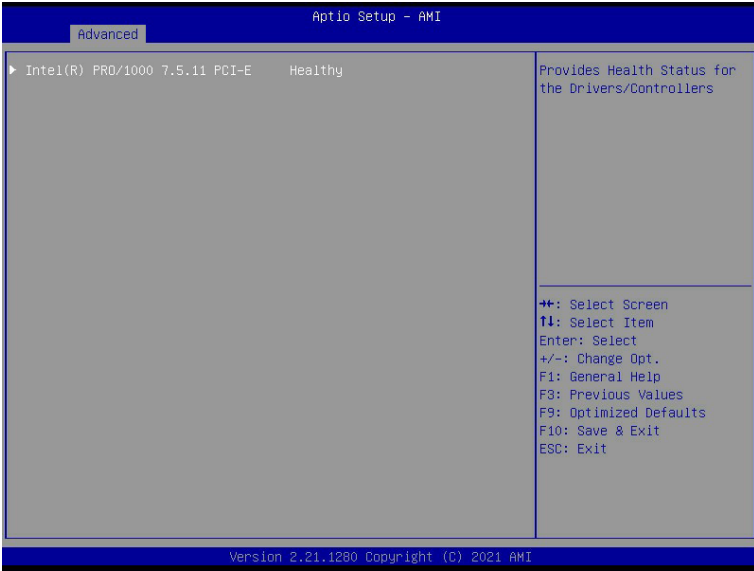 Aptio Setup – AMI
Advanced
▶ Intel(R) PRO/1000 7.5.11 PCI-E Healthy
Provides Health Status for
the Drivers/Controllers
→←: Select Screen
↑↓: Select Item
Enter: Select
+/-: Change Opt.
F1: General Help
F3: Previous Values
F9: Optimized Defaults
F10: Save & Exit
ESC: Exit
Version 2.21.1280 Copyright (C) 2021 AMI